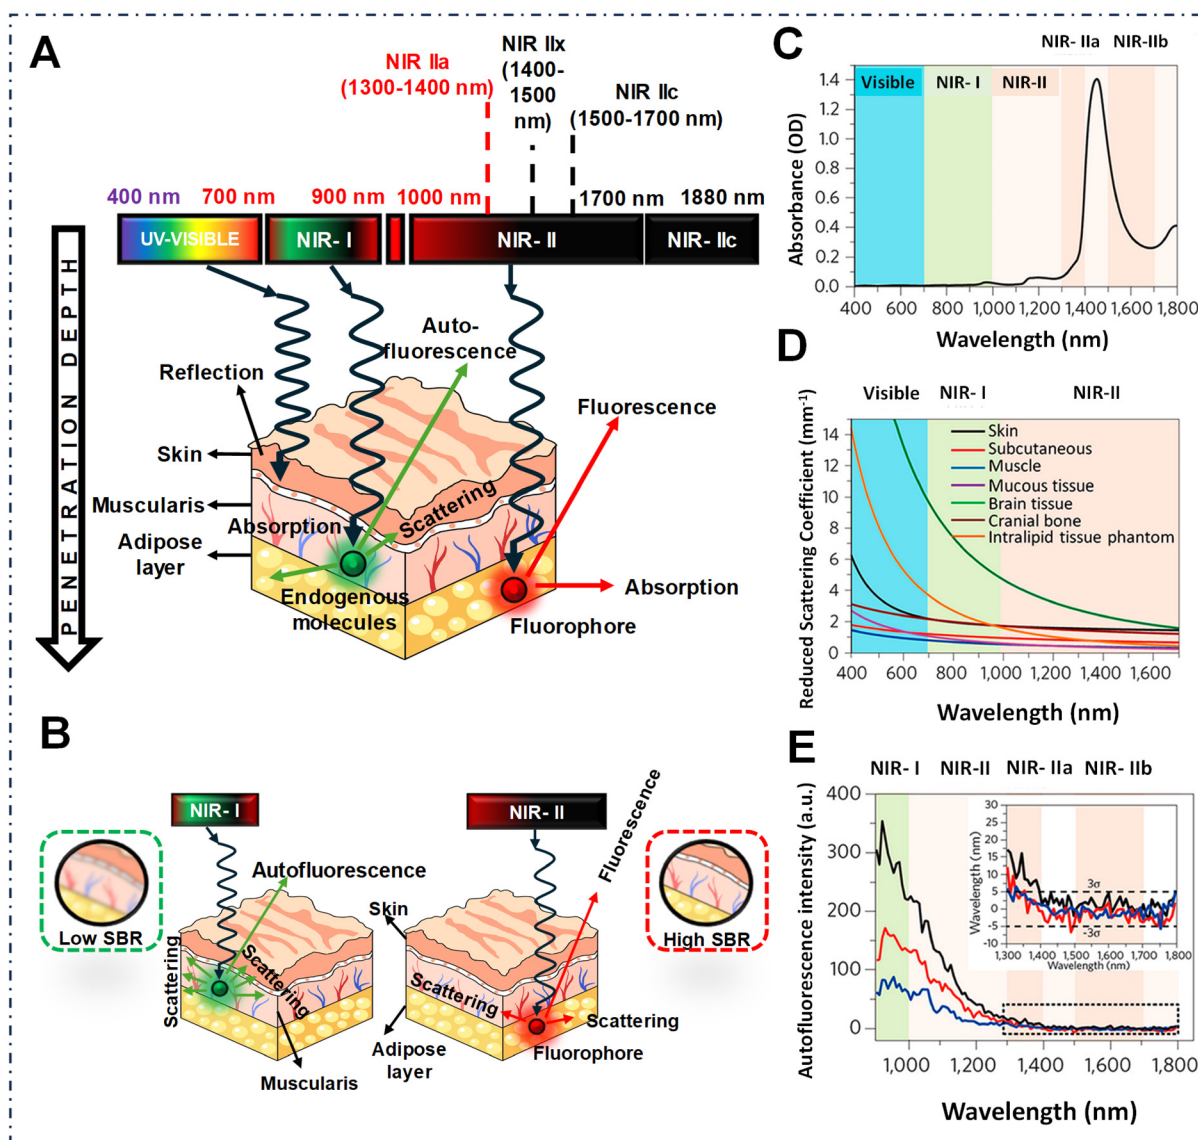 A
NIR IIa
(1300-1400 nm)
NIR IIx
(1400-
1500
nm)
NIR IIc
(1500-1700 nm)
400 nm
700 nm
900 nm
1000 nm
1700 nm
1880 nm
UV-VISIBLE
NIR- I
NIR- II
NIR- IIc
PENETRATION DEPTH
Auto-
fluorescence
Reflection
Fluorescence
Skin
Scattering
Muscularis
Absorption
Adipose
layer
Absorption
Endogenous
molecules
Fluorophore
B
NIR- I
NIR- II
Fluorescence
Autofluorescence
Low SBR
Skin
High SBR
Scattering
Scattering
Scattering
Scattering
Adipose
layer
Fluorophore
Muscularis
C
NIR- IIa
NIR-IIb
Visible
NIR- I
NIR-II
Absorbance (OD)
1.4
1.2
1.0
0.8
0.6
0.4
0.2
0.0
400
600
800
1,000
1,200
1,400
1,600
1,800
Wavelength (nm)
D
Visible
NIR- I
NIR-II
Reduced Scattering Coefficient (mm⁻¹)
14
12
10
8
6
4
2
0
Skin
Subcutaneous
Muscle
Mucous tissue
Brain tissue
Cranial bone
Intralipid tissue phantom
400
600
800
1,000
1,200
1,400
1,600
Wavelength (nm)
E
NIR- I
NIR-II
NIR- IIa
NIR- IIb
Autofluorescence intensity (a.u.)
400
300
200
100
0
Wavelength (nm)
30
25
20
15
10
5
0
-5
-10
3σ
-3σ
1,300
1,400
1,500
1,600
1,700
1,800
Wavelength (nm)
1,000
1,200
1,400
1,600
1,800
Wavelength (nm)